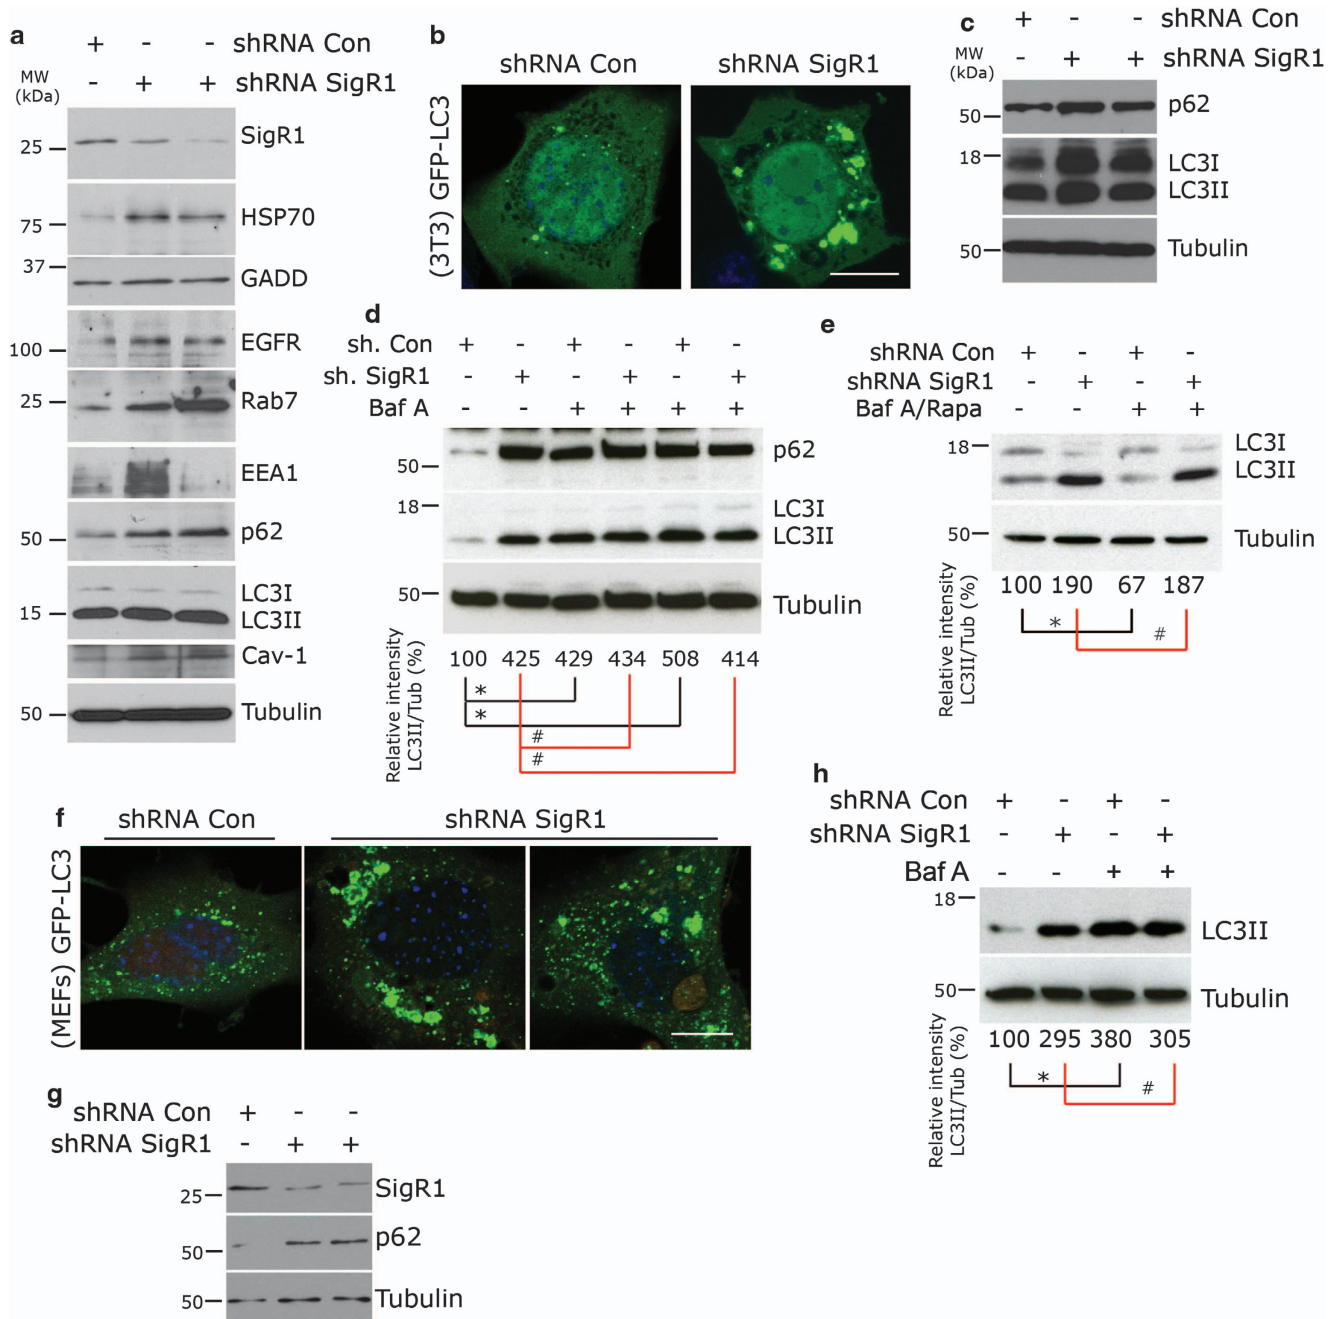 a
+ - - shRNA Con
MW
(kDa)
- + + shRNA SigR1
25 SigR1
75 HSP70
37 GADD
100 EGFR
25 Rab7
EEA1
50 p62
LC3I
15 LC3II
Cav-1
50 Tubulin
b
shRNA Con shRNA SigR1
(3T3) GFP-LC3
c
+ - - shRNA Con
MW
(kDa)
- + + shRNA SigR1
50 p62
18 LC3I
LC3II
50 Tubulin
d
sh. Con + - + - + -
sh. SigR1 - + - + - +
Baf A - - + + + +
50 p62
18 LC3I
LC3II
50 Tubulin
Relative intensity
LC3II/Tub (%)
100 425 429 434 508 414
*
*
#
#
e
shRNA Con + - + -
shRNA SigR1 - + - +
Baf A/Rapa - - + +
18 LC3I
LC3II
50 Tubulin
Relative intensity
LC3II/Tub (%)
100 190 67 187
* #
f
shRNA Con shRNA SigR1
(MEFs) GFP-LC3
g
shRNA Con + - -
shRNA SigR1 - + +
25 SigR1
50 p62
50 Tubulin
h
shRNA Con + - + -
shRNA SigR1 - + - +
Baf A - - + +
18 LC3II
50 Tubulin
Relative intensity
LC3II/Tub (%)
100 295 380 305
* #